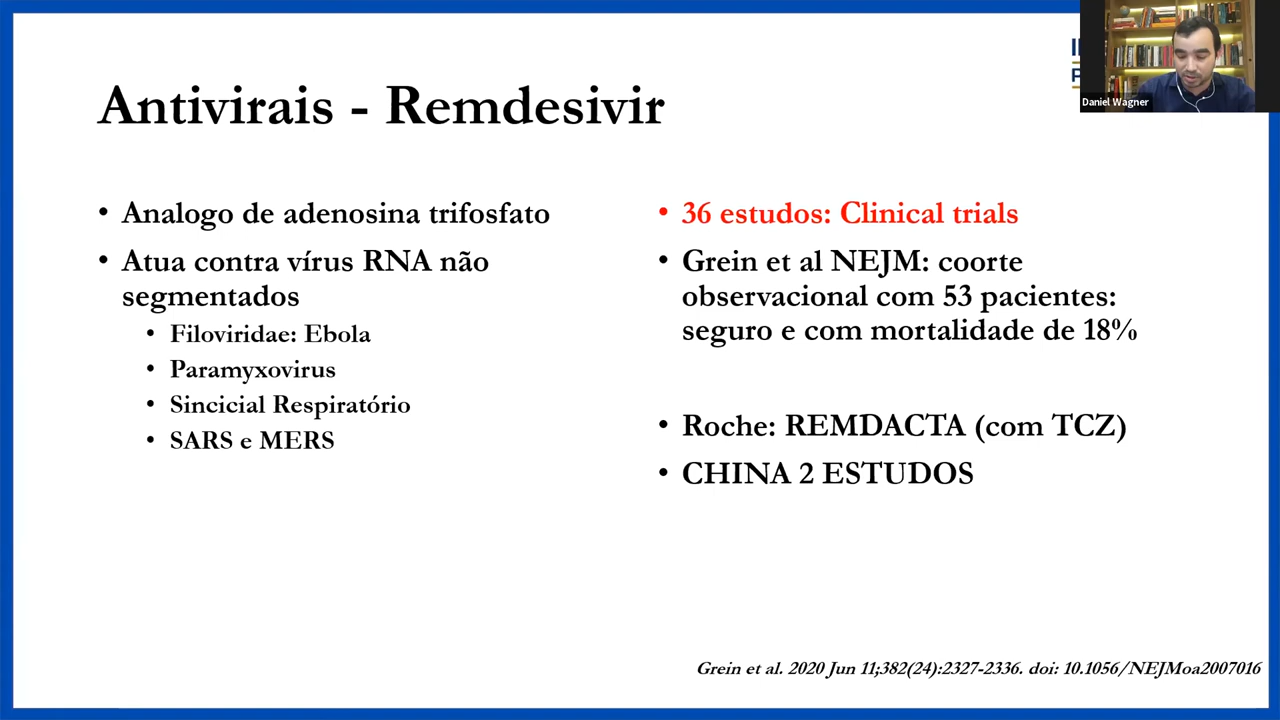 Antivirais - Remdesivir
Daniel Wagner
• Analogo de adenosina trifosfato
• Atua contra vírus RNA não
segmentados
• Filoviridae: Ebola
• Paramyxovirus
• Sincicial Respiratório
• SARS e MERS
• 36 estudos: Clinical trials
• Grein et al NEJM: coorte
observacional com 53 pacientes:
seguro e com mortalidade de 18%
• Roche: REMDACTA (com TCZ)
• CHINA 2 ESTUDOS
Grein et al. 2020 Jun 11;382(24):2327-2336. doi: 10.1056/NEJMoa2007016